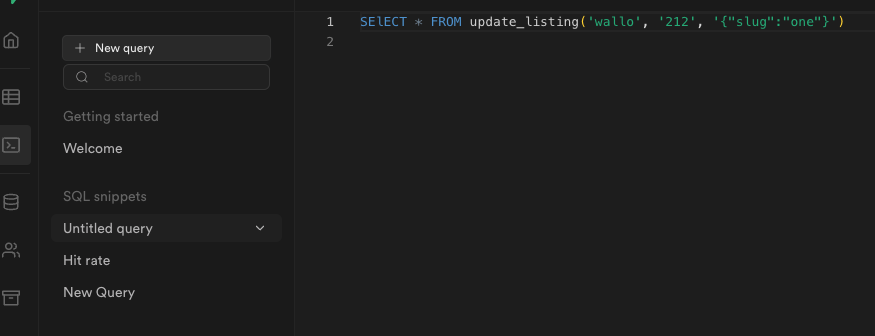 New query
Search
Getting started
Welcome
SQL snippets
Untitled query
Hit rate
New Query
1 SElECT * FROM update_listing('wallo', '212', '{"slug":"one"}')
2